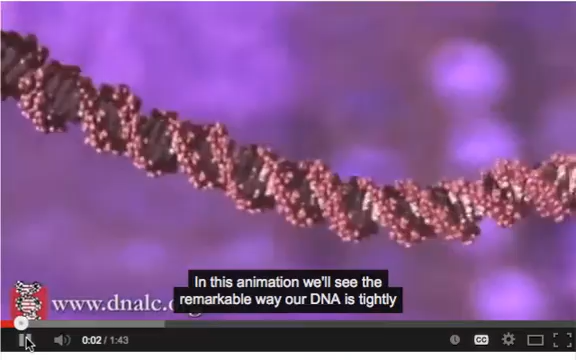 In this animation we'll see the
remarkable way our DNA is tightly
www.dnalc.org
0:02 / 1:43
CC